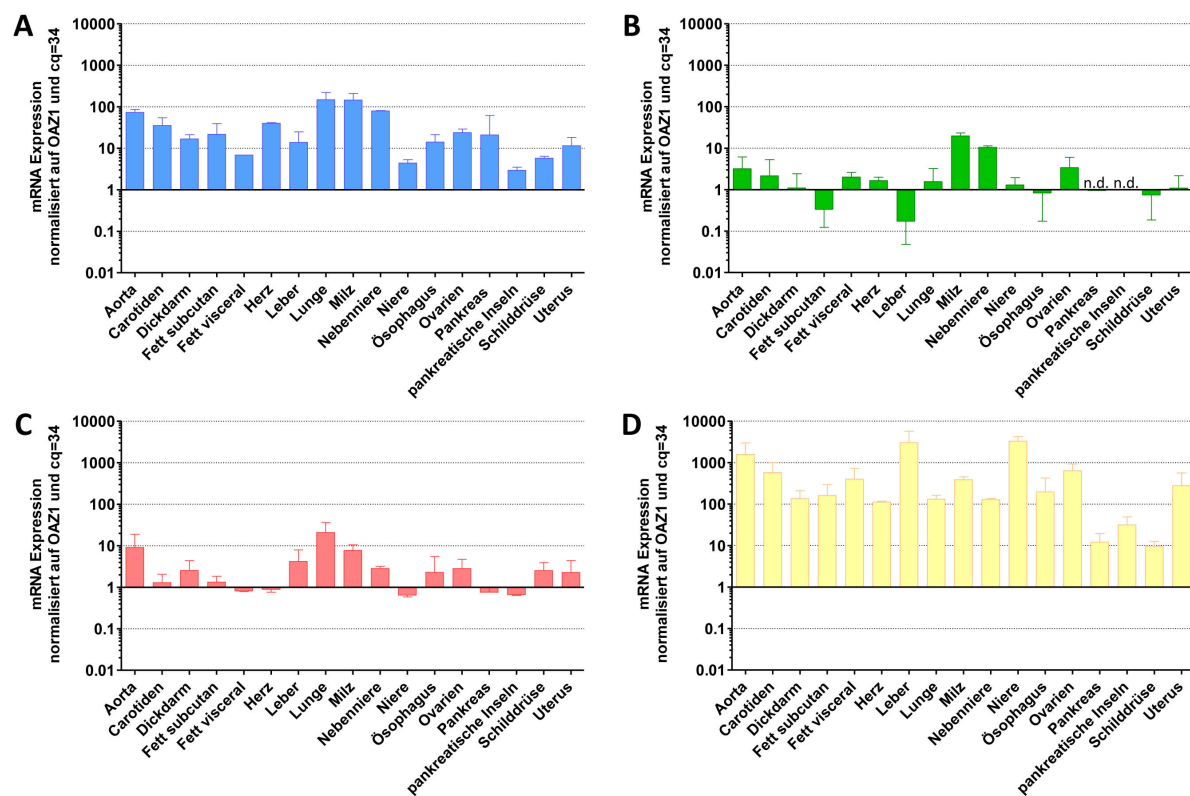 A
mRNA Expression
normalisiert auf OAZ1 und cq=34
10000
1000
100
10
1
0.1
0.01
Aorta
Carotiden
Dickdarm
Fett subcutan
Fett visceral
Herz
Leber
Lunge
Milz
Nebenniere
Niere
Ösophagus
Ovarien
Pankreas
pankreatische Inseln
Schilddrüse
Uterus
B
mRNA Expression
normalisiert auf OAZ1 und cq=34
10000
1000
100
10
1
0.1
0.01
n.d. n.d.
Aorta
Carotiden
Dickdarm
Fett subcutan
Fett visceral
Herz
Leber
Lunge
Milz
Nebenniere
Niere
Ösophagus
Ovarien
Pankreas
pankreatische Inseln
Schilddrüse
Uterus
C
mRNA Expression
normalisiert auf OAZ1 und cq=34
10000
1000
100
10
1
0.1
0.01
Aorta
Carotiden
Dickdarm
Fett subcutan
Fett visceral
Herz
Leber
Lunge
Milz
Nebenniere
Niere
Ösophagus
Ovarien
Pankreas
pankreatische Inseln
Schilddrüse
Uterus
D
mRNA Expression
normalisiert auf OAZ1 und cq=34
10000
1000
100
10
1
0.1
0.01
Aorta
Carotiden
Dickdarm
Fett subcutan
Fett visceral
Herz
Leber
Lunge
Milz
Nebenniere
Niere
Ösophagus
Ovarien
Pankreas
pankreatische Inseln
Schilddrüse
Uterus